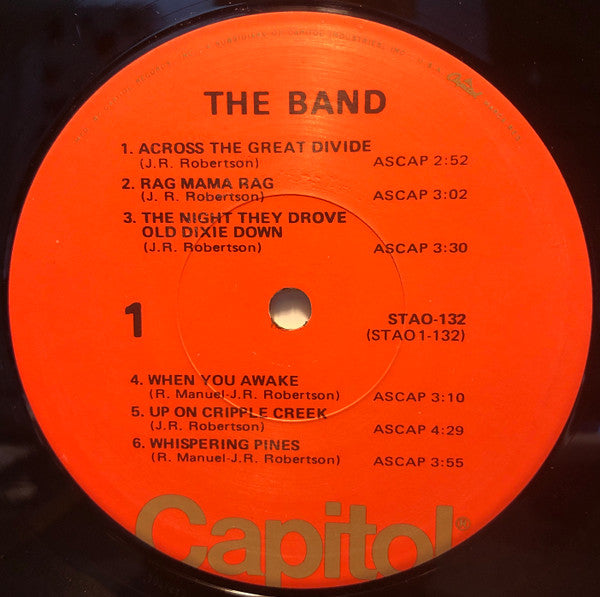 THE BAND
1. ACROSS THE GREAT DIVIDE
(J.R. Robertson) ASCAP 2:52
2. RAG MAMA RAG
(J. R. Robertson) ASCAP 3:02
3. THE NIGHT THEY DROVE
OLD DIXIE DOWN
(J.R. Robertson) ASCAP 3:30
1
STAO-132
(STAO 1-132)
4. WHEN YOU AWAKE
(R. Manuel-J.R. Robertson) ASCAP 3:10
5. UP ON CRIPPLE CREEK
(J.R. Robertson) ASCAP 4:29
6. WHISPERING PINES
(R. Manuel-J.R. Robertson) ASCAP 3:55
Capitol®